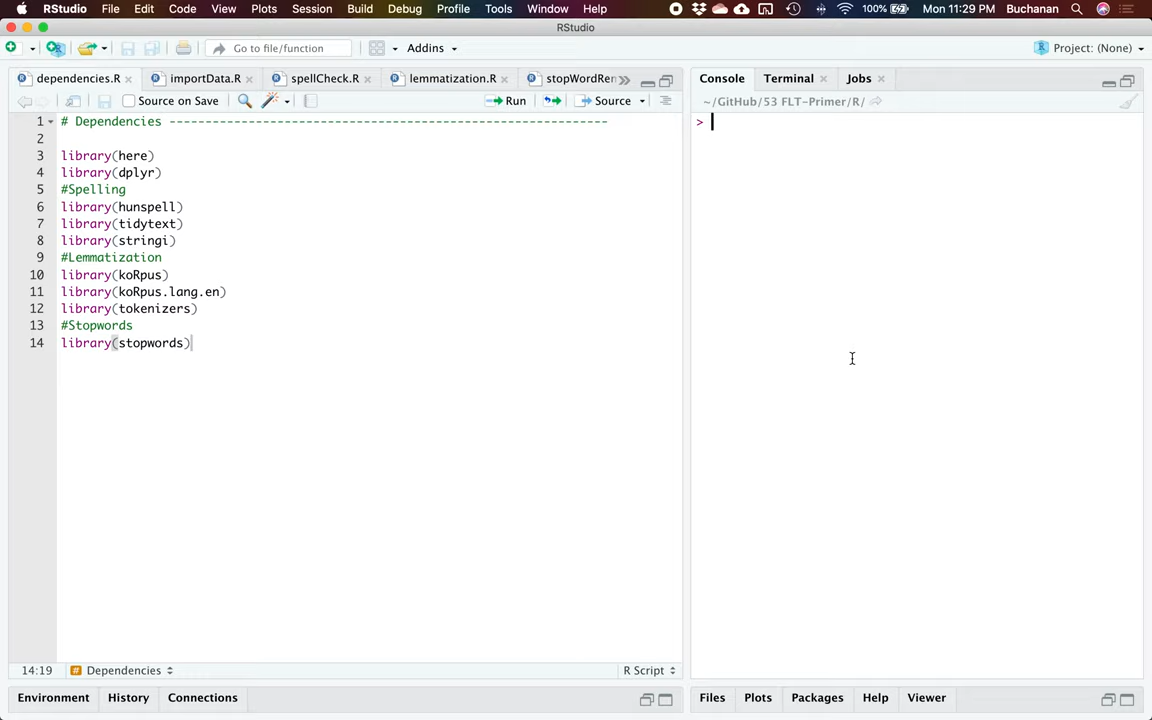 RStudio File Edit Code View Plots Session Build Debug Profile Tools Window Help 100% Mon 11:29 PM Buchanan
RStudio
Go to file/function Addins Project: (None)
dependencies.R importData.R spellCheck.R lemmatization.R stopWordRen
Source on Save Run Source
1 # Dependencies ------------------------------------------------------------
2
3 library(here)
4 library(dplyr)
5 #Spelling
6 library(hunspell)
7 library(tidytext)
8 library(stringi)
9 #Lemmatization
10 library(koRpus)
11 library(koRpus.lang.en)
12 library(tokenizers)
13 #Stopwords
14 library(stopwords)
14:19 # Dependencies R Script
Environment History Connections
Console Terminal Jobs
~/GitHub/53 FLT-Primer/R/
>
Files Plots Packages Help Viewer